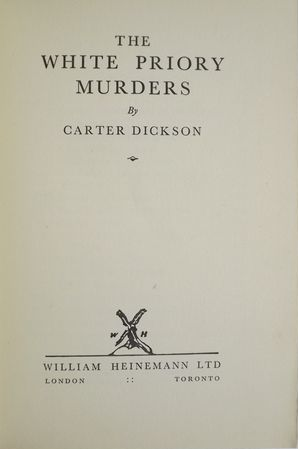 THE
WHITE PRIORY
MURDERS
By
CARTER DICKSON
W H
WILLIAM HEINEMANN LTD
LONDON :: TORONTO